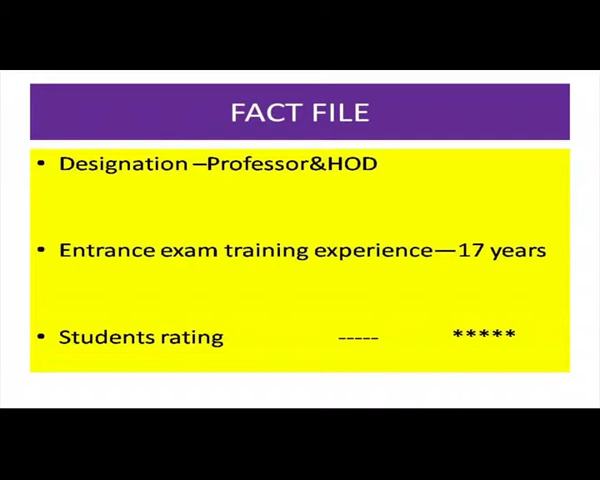 FACT FILE
• Designation –Professor&HOD
• Entrance exam training experience—17 years
• Students rating ----- *****